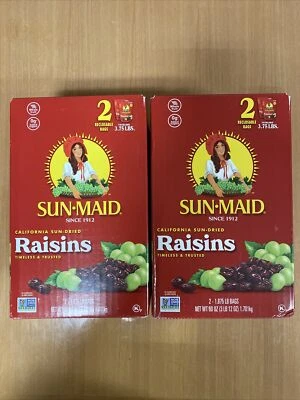 2
RECLOSABLE
BAGS
3.75 LBS.
SUN-MAID
SINCE 1912
CALIFORNIA SUN-DRIED
Raisins
TIMELESS & TRUSTED
2
RECLOSABLE
BAGS
3.75 LBS.
SUN-MAID
SINCE 1912
CALIFORNIA SUN-DRIED
Raisins
TIMELESS & TRUSTED
2 - 1.875 LB BAGS
NET WT 60 OZ (3 LB 12 OZ) 1.70 kg